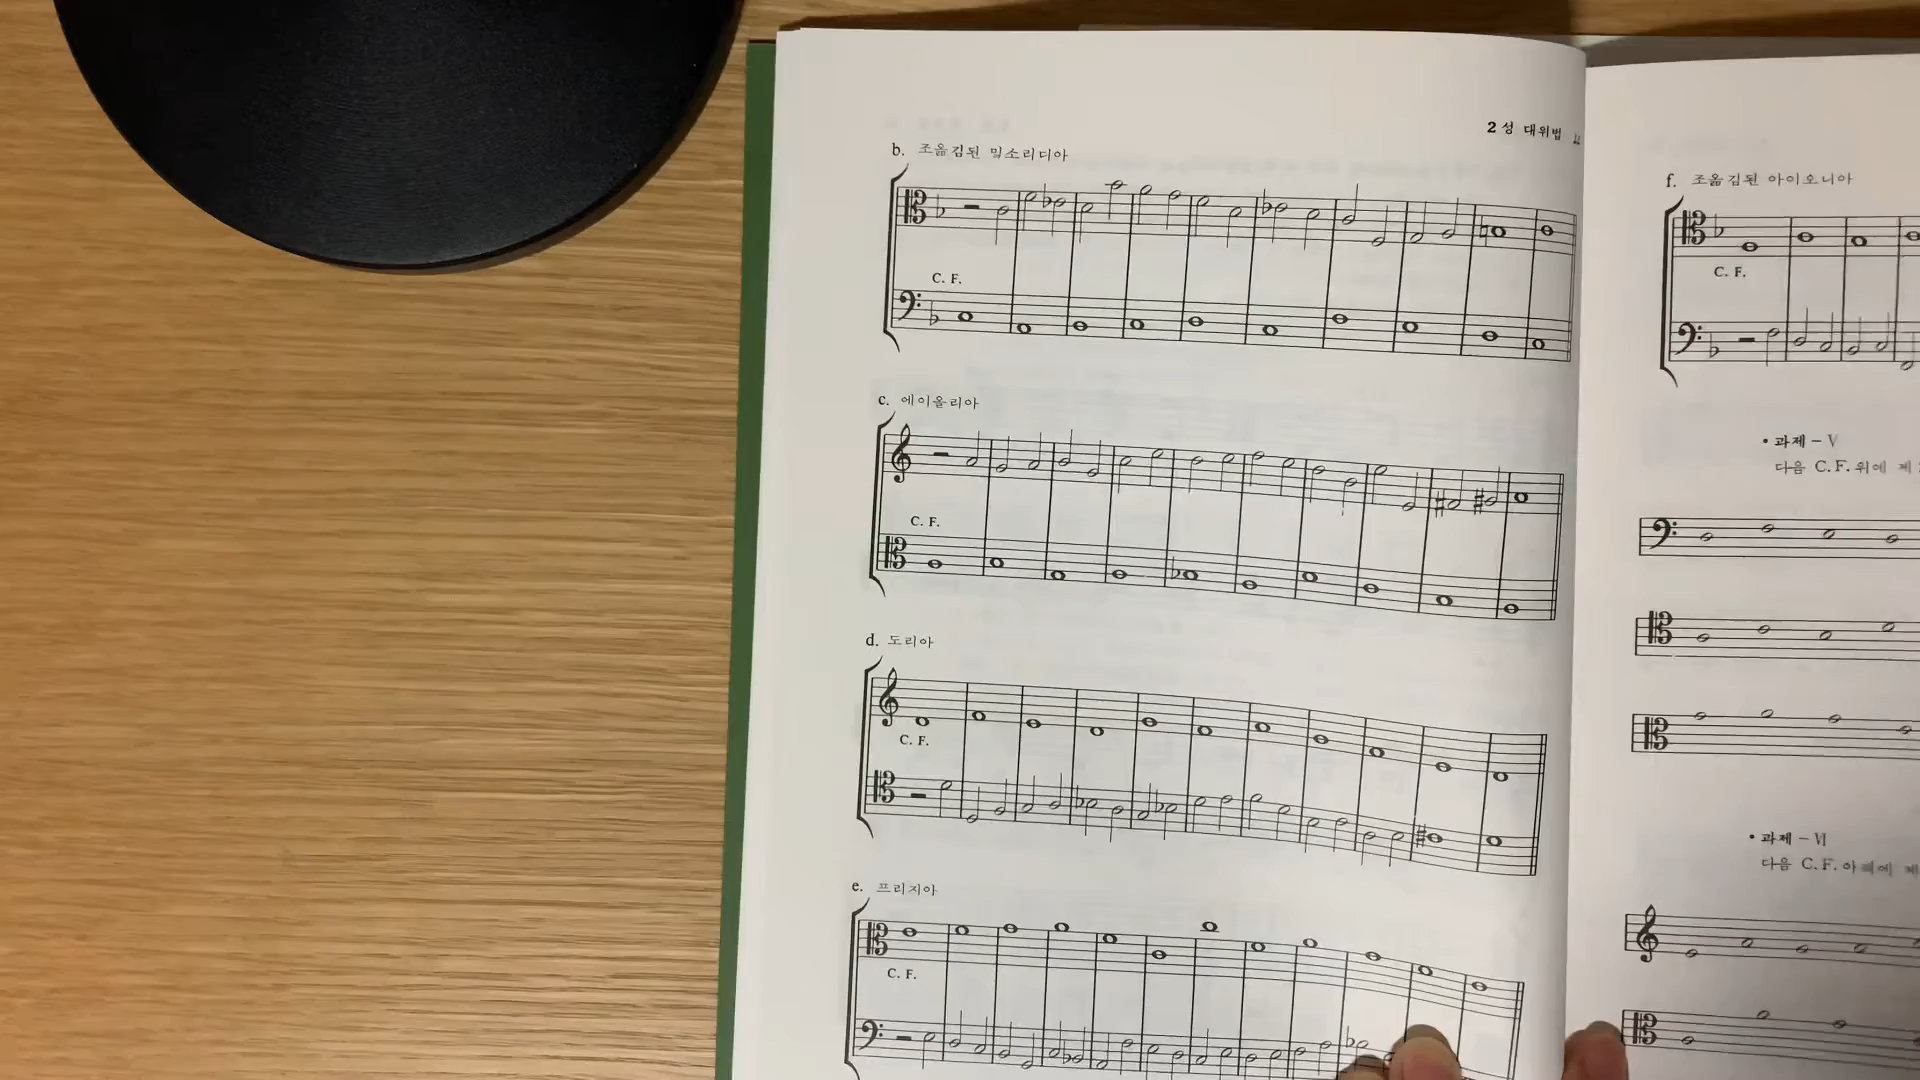 2성 대위법
b. 조옮김된 밐소리디아
C. F.
c. 에이올리아
C. F.
d. 도리아
C. F.
e. 프리지아
C. F.
f. 조옮김된 아이오니아
C. F.
• 과제 – Ⅴ
다음 C.F.위에
• 과제 – Ⅵ
다음 C.F.아래에